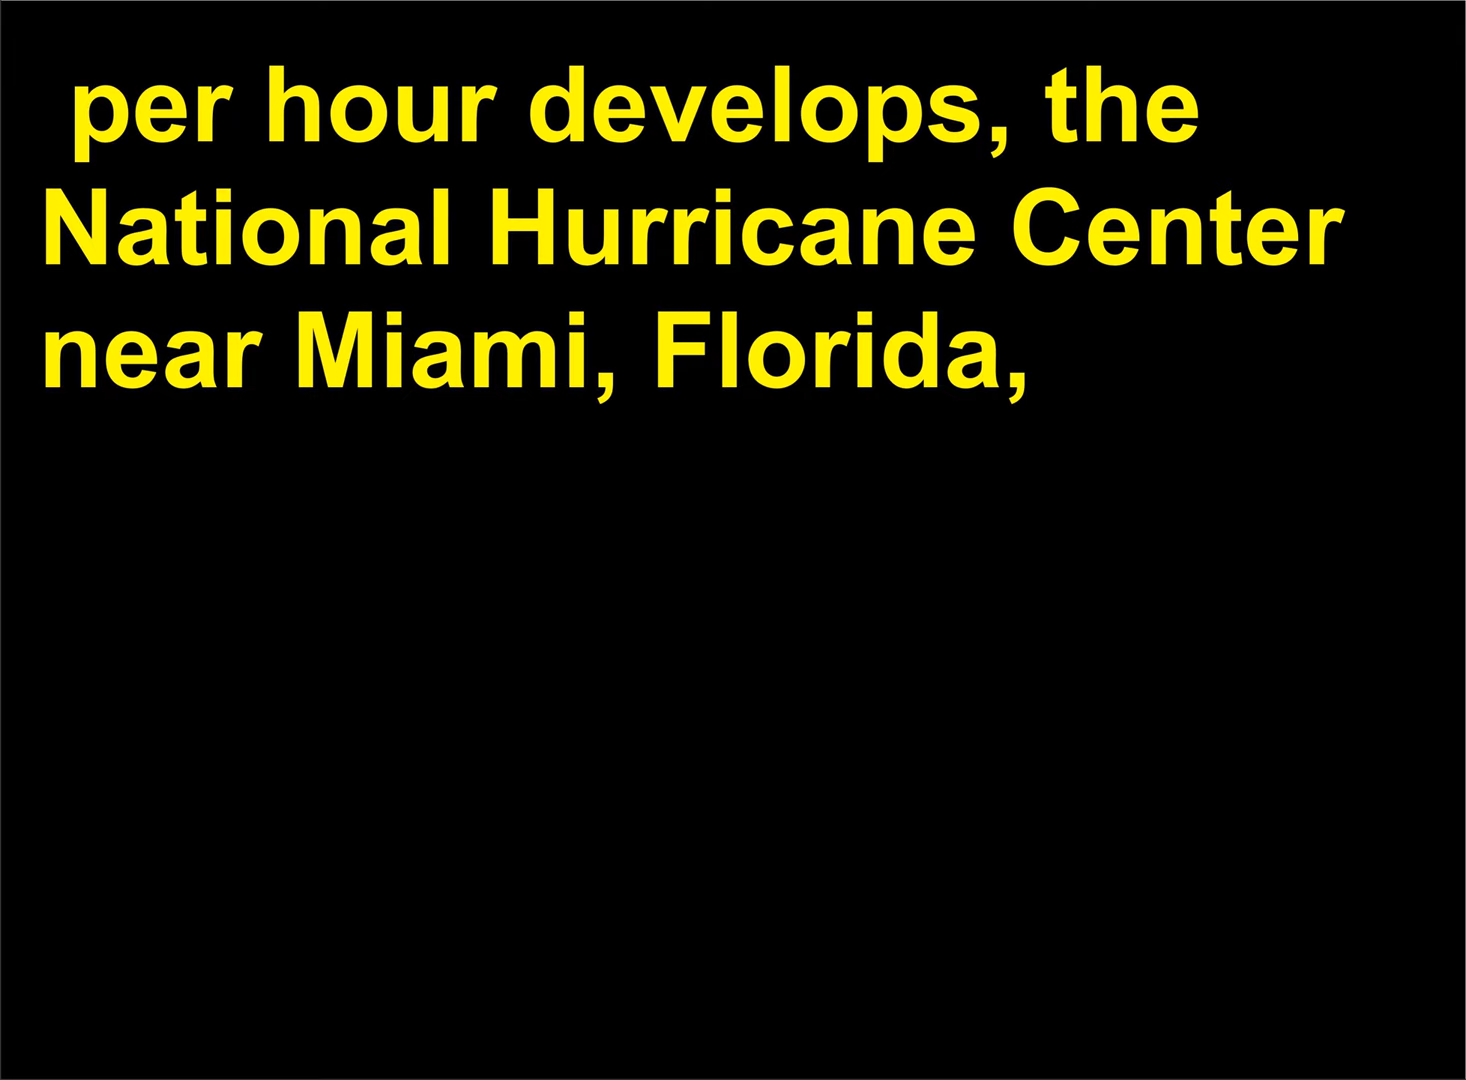 per hour develops, the
National Hurricane Center
near Miami, Florida,